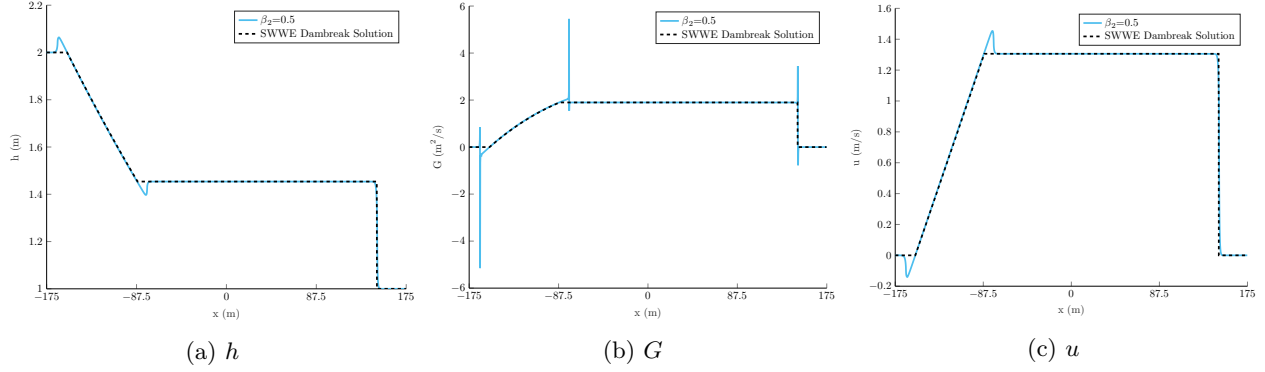 2.2
2
1.8
1.6
1.4
1.2
1
h (m)
−175
−87.5
0
87.5
175
x (m)
β₂=0.5
SWWE Dambreak Solution
(a) h
6
4
2
0
−2
−4
−6
G (m²/s)
−175
−87.5
0
87.5
175
x (m)
β₂=0.5
SWWE Dambreak Solution
(b) G
1.6
1.4
1.2
1
0.8
0.6
0.4
0.2
0
−0.2
u (m/s)
−175
−87.5
0
87.5
175
x (m)
β₂=0.5
SWWE Dambreak Solution
(c) u